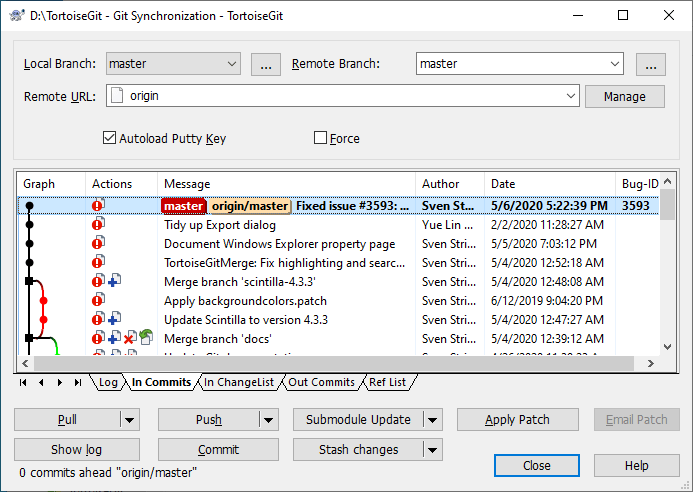 D:\TortoiseGit - Git Synchronization - TortoiseGit
Local Branch: master ... Remote Branch: master ...
Remote URL: origin Manage
Autoload Putty Key Force
Graph Actions Message Author Date Bug-ID
master origin/master Fixed issue #3593: ... Sven St... 5/6/2020 5:22:39 PM 3593
Tidy up Export dialog Yue Lin ... 2/2/2020 11:28:27 AM
Document Windows Explorer property page Sven Stri... 5/5/2020 7:03:12 PM
TortoiseGitMerge: Fix highlighting and searc... Sven Stri... 5/4/2020 12:52:18 AM
Merge branch 'scintilla-4.3.3' Sven Stri... 5/4/2020 12:48:08 AM
Apply backgroundcolors.patch Sven Stri... 6/12/2019 9:04:20 PM
Update Scintilla to version 4.3.3 Sven Stri... 5/4/2020 12:47:27 AM
Merge branch 'docs' Sven Stri... 5/4/2020 12:39:12 AM
Log In Commits In ChangeList Out Commits Ref List
Pull Push Submodule Update Apply Patch Email Patch
Show log Commit Stash changes
0 commits ahead "origin/master" Close Help